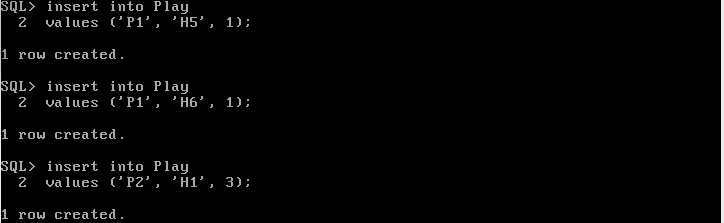 SQL> insert into Play
  2  values ('P1', 'H5', 1);
1 row created.
SQL> insert into Play
  2  values ('P1', 'H6', 1);
1 row created.
SQL> insert into Play
  2  values ('P2', 'H1', 3);
1 row created.